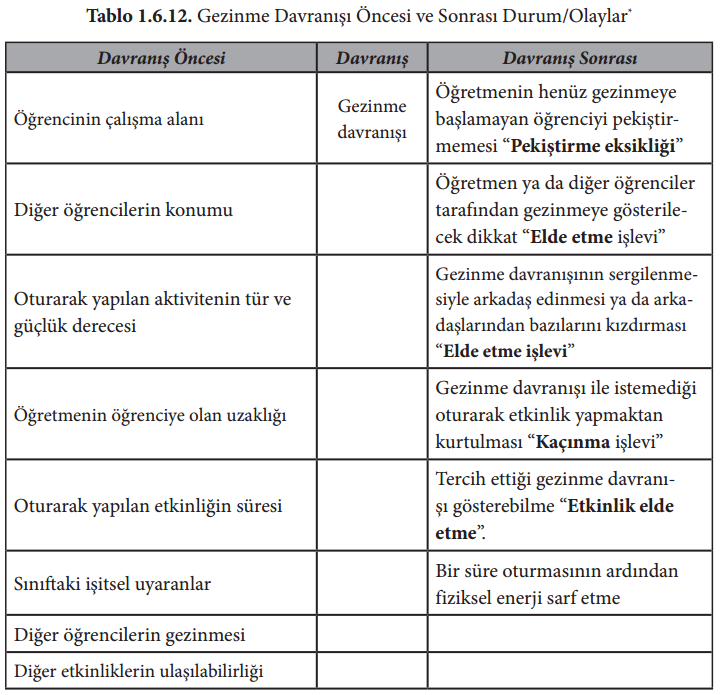 Tablo 1.6.12. Gezinme Davranışı Öncesi ve Sonrası Durum/Olaylar*
Davranış Öncesi
Davranış
Davranış Sonrası
Öğrencinin çalışma alanı
Gezinme
davranışı
Öğretmenin henüz gezinmeye
başlamayan öğrenciyi pekiştir-
memesi “Pekiştirme eksikliği”
Diğer öğrencilerin konumu
Öğretmen ya da diğer öğrenciler
tarafından gezinmeye gösterile-
cek dikkat “Elde etme işlevi”
Oturarak yapılan aktivitenin tür ve
güçlük derecesi
Gezinme davranışının sergilenme-
siyle arkadaş edinmesi ya da arka-
daşlarından bazılarını kızdırması
“Elde etme işlevi”
Öğretmenin öğrenciye olan uzaklığı
Gezinme davranışı ile istemediği
oturarak etkinlik yapmaktan
kurtulması “Kaçınma işlevi”
Oturarak yapılan etkinliğin süresi
Tercih ettiği gezinme davranı-
şı gösterebilme “Etkinlik elde
etme”.
Sınıftaki işitsel uyaranlar
Bir süre oturmasının ardından
fiziksel enerji sarf etme
Diğer öğrencilerin gezinmesi
Diğer etkinliklerin ulaşılabilirliği